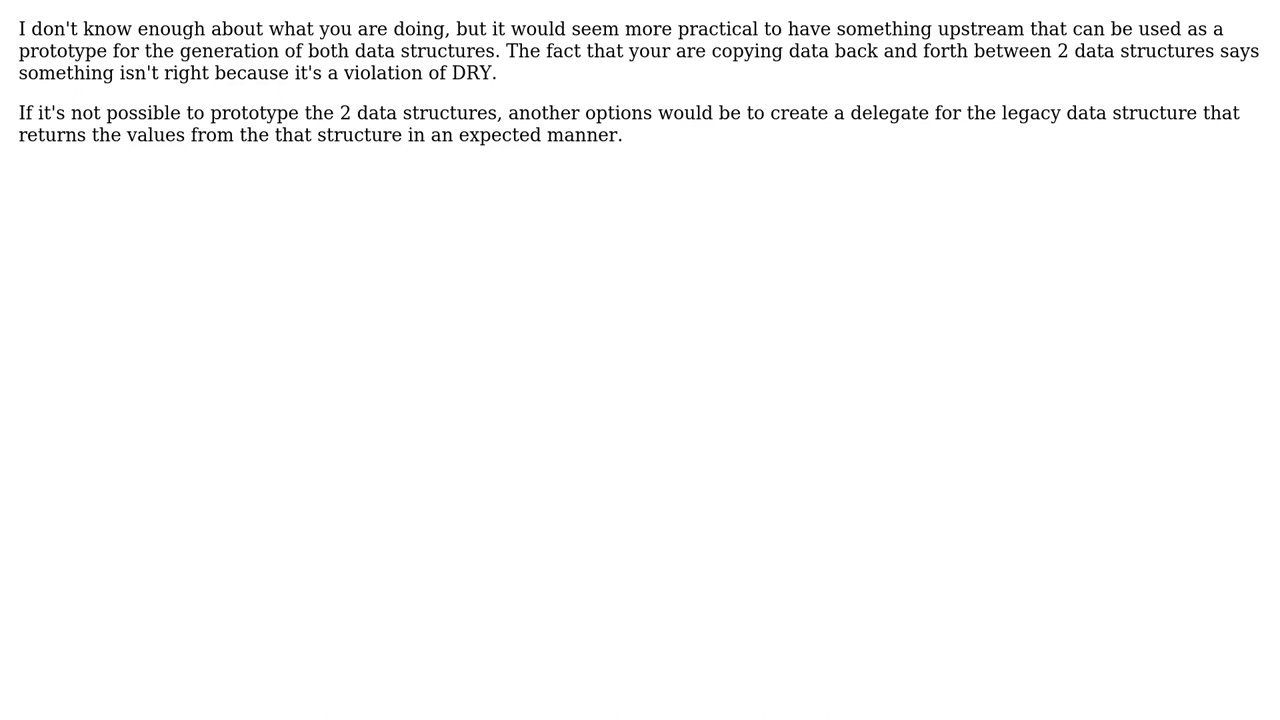 I don't know enough about what you are doing, but it would seem more practical to have something upstream that can be used as a
prototype for the generation of both data structures. The fact that your are copying data back and forth between 2 data structures says
something isn't right because it's a violation of DRY.
If it's not possible to prototype the 2 data structures, another options would be to create a delegate for the legacy data structure that
returns the values from the that structure in an expected manner.